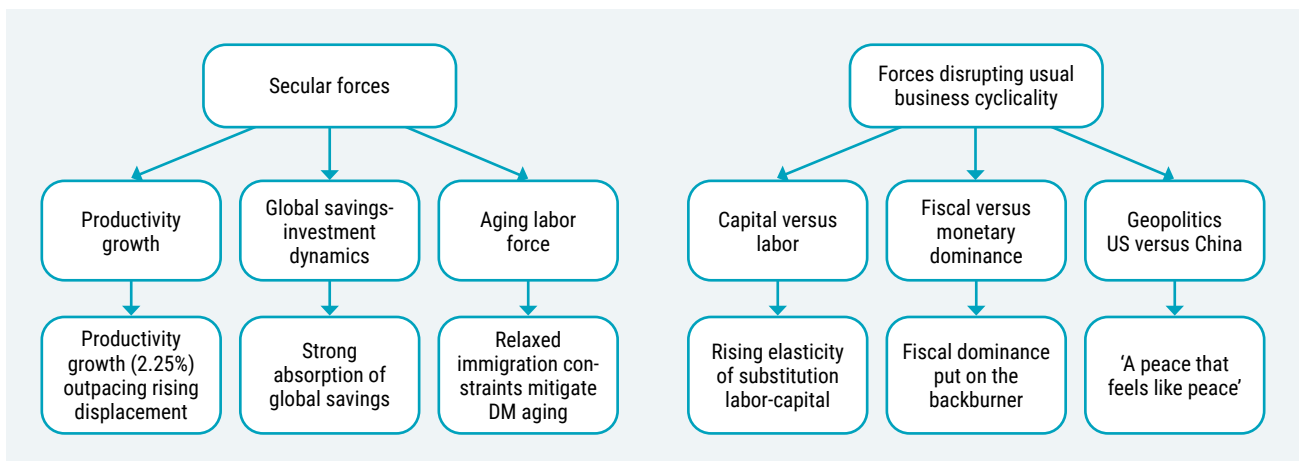 Secular forces
Forces disrupting usual
business cyclicality
Productivity
growth
Global savings-
investment
dynamics
Aging labor
force
Capital versus
labor
Fiscal versus
monetary
dominance
Geopolitics
US versus China
Productivity
growth (2.25%)
outpacing rising
displacement
Strong
absorption of
global savings
Relaxed
immigration con-
straints mitigate
DM aging
Rising elasticity
of substitution
labor-capital
Fiscal dominance
put on the
backburner
‘A peace that
feels like peace’